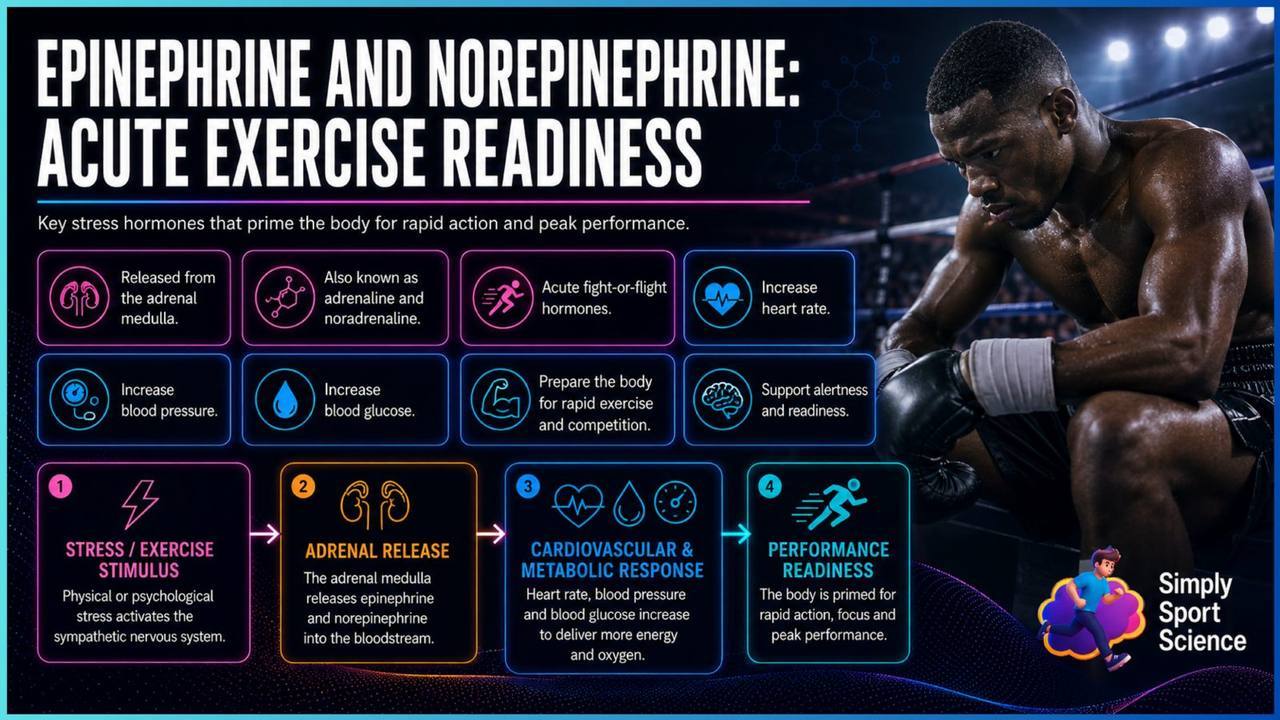 EPINEPHRINE AND NOREPINEPHRINE:
ACUTE EXERCISE READINESS
Key stress hormones that prime the body for rapid action and peak performance.
Released from
the adrenal
medulla.
Also known as
adrenaline and
noradrenaline.
Acute fight-or-flight
hormones.
Increase
heart rate.
Increase
blood pressure.
Increase
blood glucose.
Prepare the body
for rapid exercise
and competition.
Support alertness
and readiness.
1
STRESS / EXERCISE
STIMULUS
Physical or psychological
stress activates the
sympathetic nervous system.
2
ADRENAL RELEASE
The adrenal medulla
releases epinephrine
and norepinephrine
into the bloodstream.
3
CARDIOVASCULAR &
METABOLIC RESPONSE
Heart rate, blood pressure
and blood glucose increase
to deliver more energy
and oxygen.
4
PERFORMANCE
READINESS
The body is primed for
rapid action, focus and
peak performance.
Simply
Sport
Science